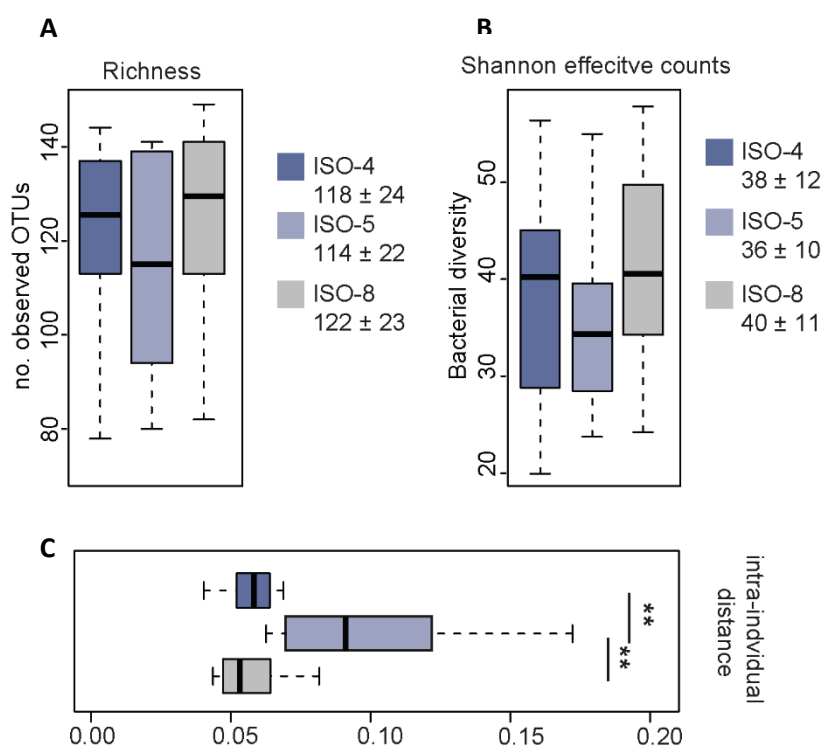 A
Richness
no. observed OTUs
140
120
100
80
ISO-4
118 ± 24
ISO-5
114 ± 22
ISO-8
122 ± 23
B
Shannon effecitve counts
Bacterial diversity
50
40
30
20
ISO-4
38 ± 12
ISO-5
36 ± 10
ISO-8
40 ± 11
C
**
**
intra-indvidual
distance
0.00
0.05
0.10
0.15
0.20